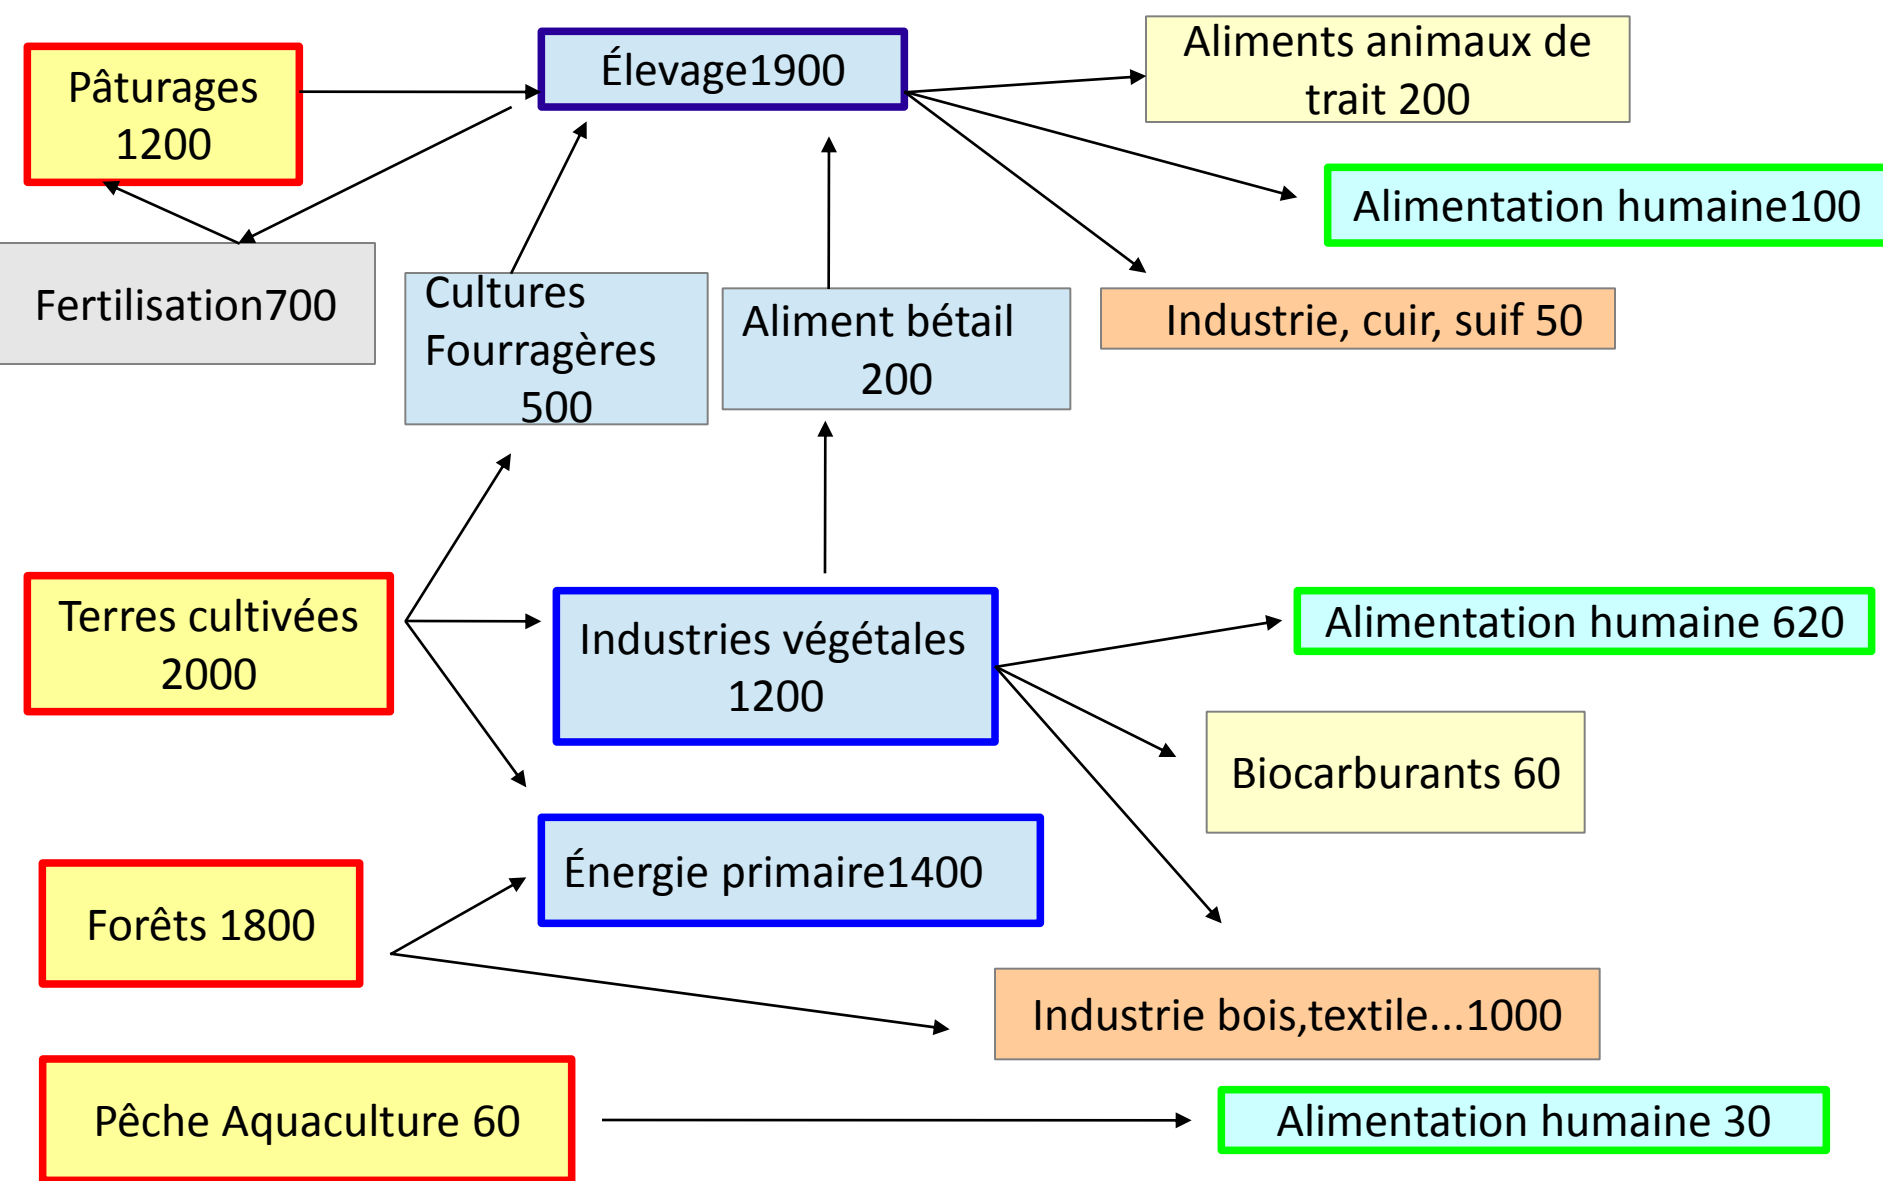 Pâturages
1200
Élevage1900
Aliments animaux de
trait 200
Alimentation humaine100
Fertilisation700
Cultures
Fourragères
500
Aliment bétail
200
Industrie, cuir, suif 50
Terres cultivées
2000
Industries végétales
1200
Alimentation humaine 620
Biocarburants 60
Énergie primaire1400
Forêts 1800
Industrie bois,textile...1000
Pêche Aquaculture 60
Alimentation humaine 30